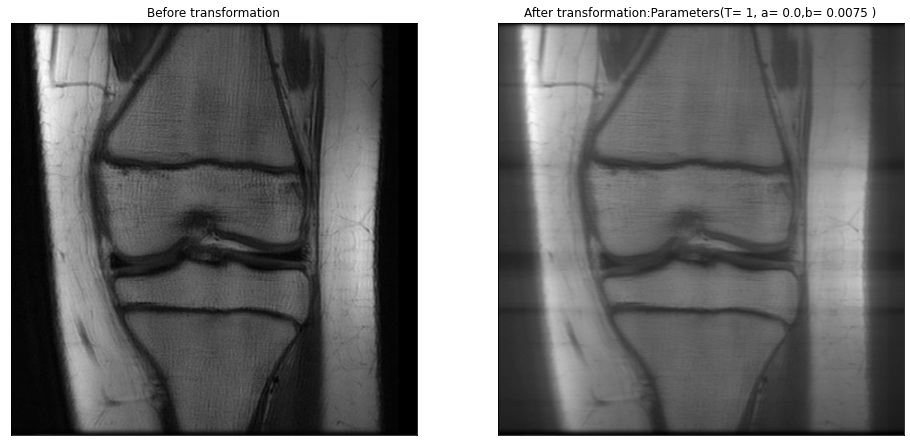 Before transformation
After transformation:Parameters(T= 1, a= 0.0,b= 0.0075 )